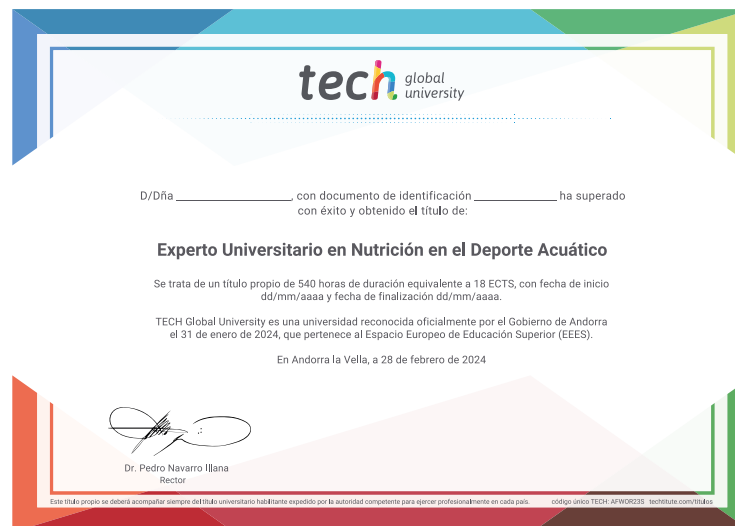 tech global university
D/Dña ____________________, con documento de identificación ______________ ha superado
con éxito y obtenido el título de:
Experto Universitario en Nutrición en el Deporte Acuático
Se trata de un título propio de 540 horas de duración equivalente a 18 ECTS, con fecha de inicio
dd/mm/aaaa y fecha de finalización dd/mm/aaaa.
TECH Global University es una universidad reconocida oficialmente por el Gobierno de Andorra
el 31 de enero de 2024, que pertenece al Espacio Europeo de Educación Superior (EEES).
En Andorra la Vella, a 28 de febrero de 2024
Dr. Pedro Navarro Illana
Rector
Este título propio se deberá acompañar siempre del título universitario habilitante expedido por la autoridad competente para ejercer profesionalmente en cada país. código único TECH: AFWOR23S techtitute.com/titulos